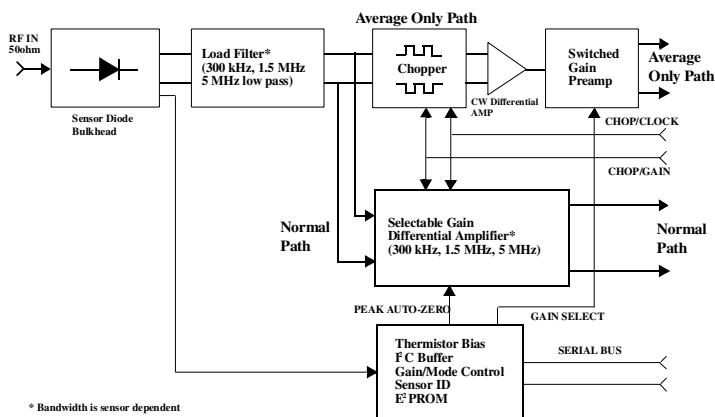 Average Only Path
RF IN
50ohm
Load Filter*
(300 kHz, 1.5 MHz
5 MHz low pass)
Chopper
CW Differential
AMP
Switched
Gain
Preamp
Average
Only Path
Sensor Diode
Bulkhead
CHOP/CLOCK
CHOP/GAIN
Normal
Path
Selectable Gain
Differential Amplifier*
(300 kHz, 1.5 MHz, 5 MHz)
Normal
Path
PEAK AUTO-ZERO
GAIN SELECT
Thermistor Bias
I²C Buffer
Gain/Mode Control
Sensor ID
E²PROM
SERIAL BUS
* Bandwidth is sensor dependent